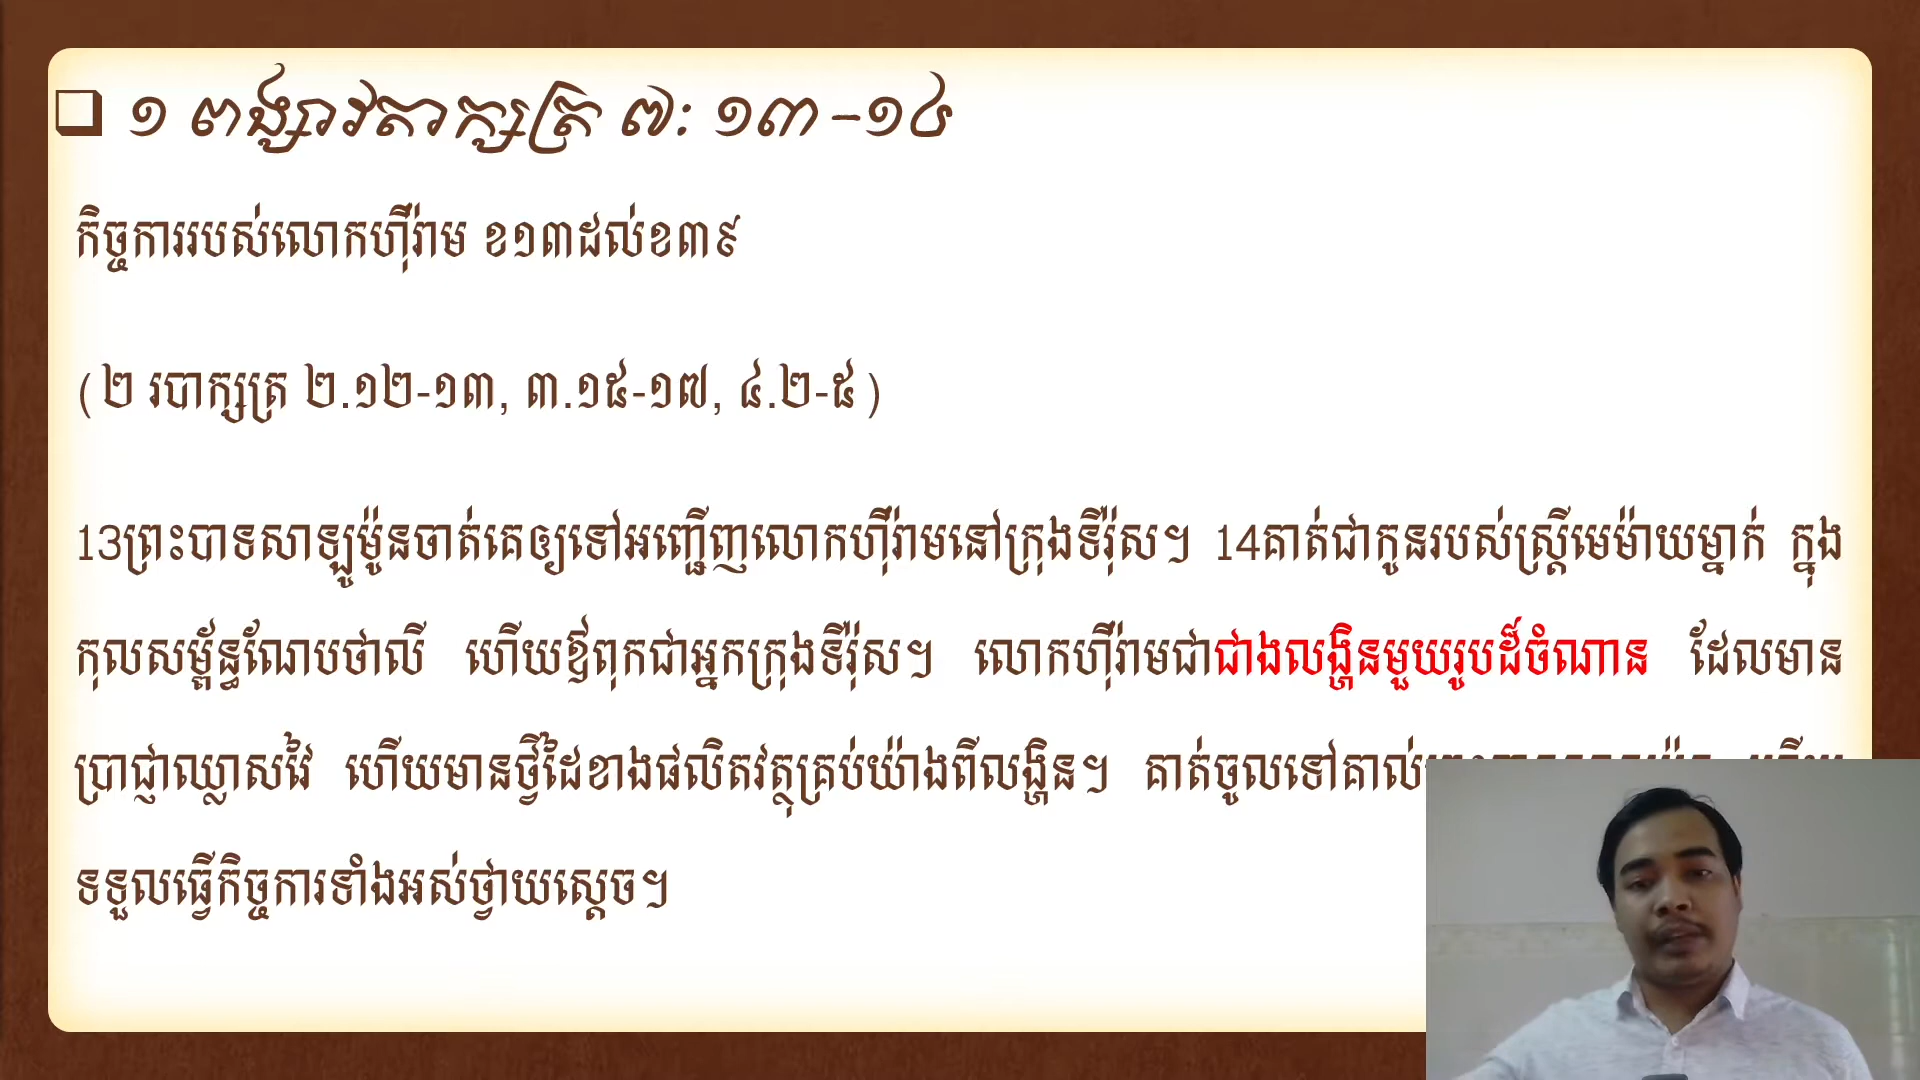 ១ ពង្សាវតាក្សត្រ ៧: ១៣-១៤
កិច្ចការរបស់លោកហ៊ីរ៉ាម ខ១៣ដល់ខ៣៩
(២ របាក្សត្រ ២.១២-១៣, ៣.១៥-១៧, ៤.២-៥)
13ព្រះបាទសាឡូម៉ូនចាត់គេឲ្យទៅអញ្ជើញលោកហ៊ីរ៉ាមនៅក្រុងទីរ៉ុស។ 14គាត់ជាកូនរបស់ស្ត្រីមេម៉ាយម្នាក់ ក្នុង
កុលសម្ព័ន្ធណែបថាលី ហើយឪពុកជាអ្នកក្រុងទីរ៉ុស។ លោកហ៊ីរ៉ាមជាជាងលង្ហិនមួយរូបដ៏ចំណាន ដែលមាន
ប្រាជ្ញាឈ្លាសវៃ ហើយមានថ្វីដៃខាងផលិតវត្ថុគ្រប់យ៉ាងពីលង្ហិន។ គាត់ចូលទៅគាល់
ទទួលធ្វើកិច្ចការទាំងអស់ថ្វាយស្ដេច។